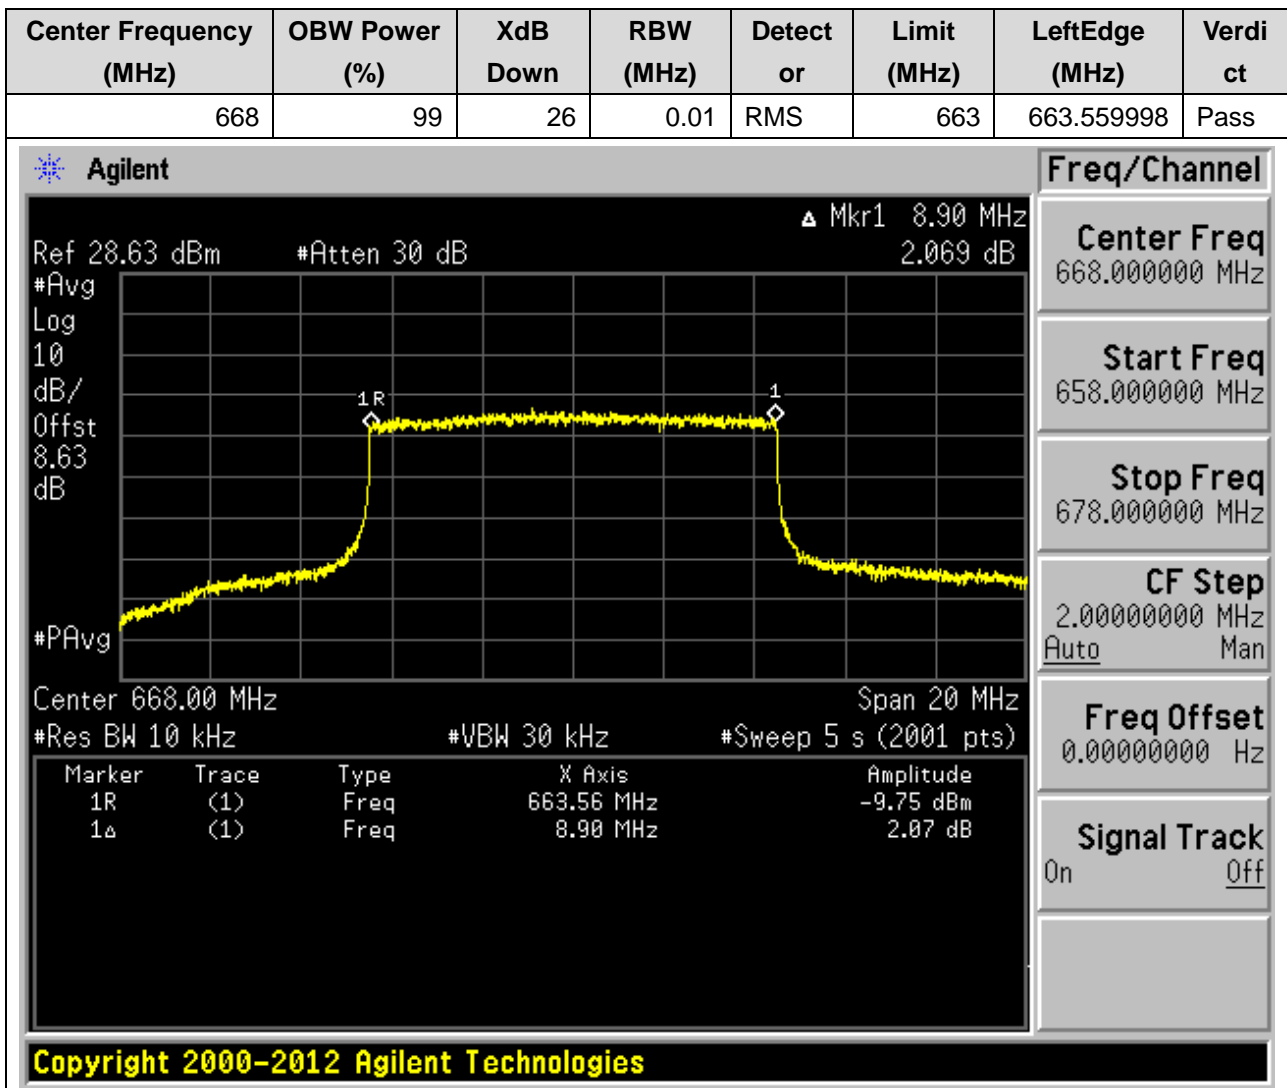 Center Frequency (MHz) OBW Power (%) XdB Down RBW (MHz) Detect or Limit (MHz) LeftEdge (MHz) Verdi ct
668 99 26 0.01 RMS 663 663.559998 Pass
Agilent
Freq/Channel
Δ Mkr1 8.90 MHz
Ref 28.63 dBm #Atten 30 dB 2.069 dB
#Avg
Log
10
dB/
Offst
8.63
dB
1R
1
#PAvg
Center 668.00 MHz Span 20 MHz
#Res BW 10 kHz #VBW 30 kHz #Sweep 5 s (2001 pts)
Marker Trace Type X Axis Amplitude
1R (1) Freq 663.56 MHz -9.75 dBm
1Δ (1) Freq 8.90 MHz 2.07 dB
Center Freq
668.000000 MHz
Start Freq
658.000000 MHz
Stop Freq
678.000000 MHz
CF Step
2.00000000 MHz
Auto Man
Freq Offset
0.00000000 Hz
Signal Track
On Off
Copyright 2000-2012 Agilent Technologies